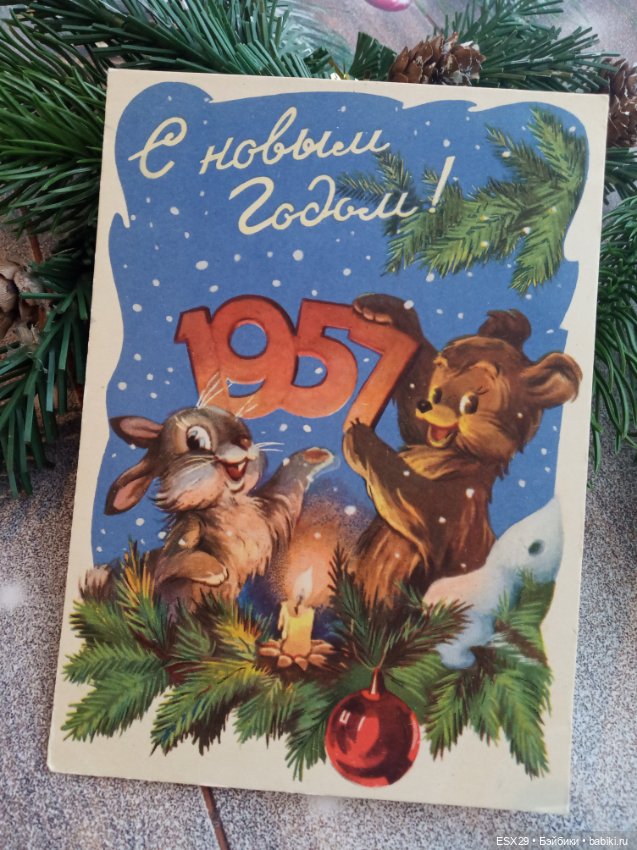 С новым
Годом!
1957
ESX29 • Бэйбики • babiki.ru